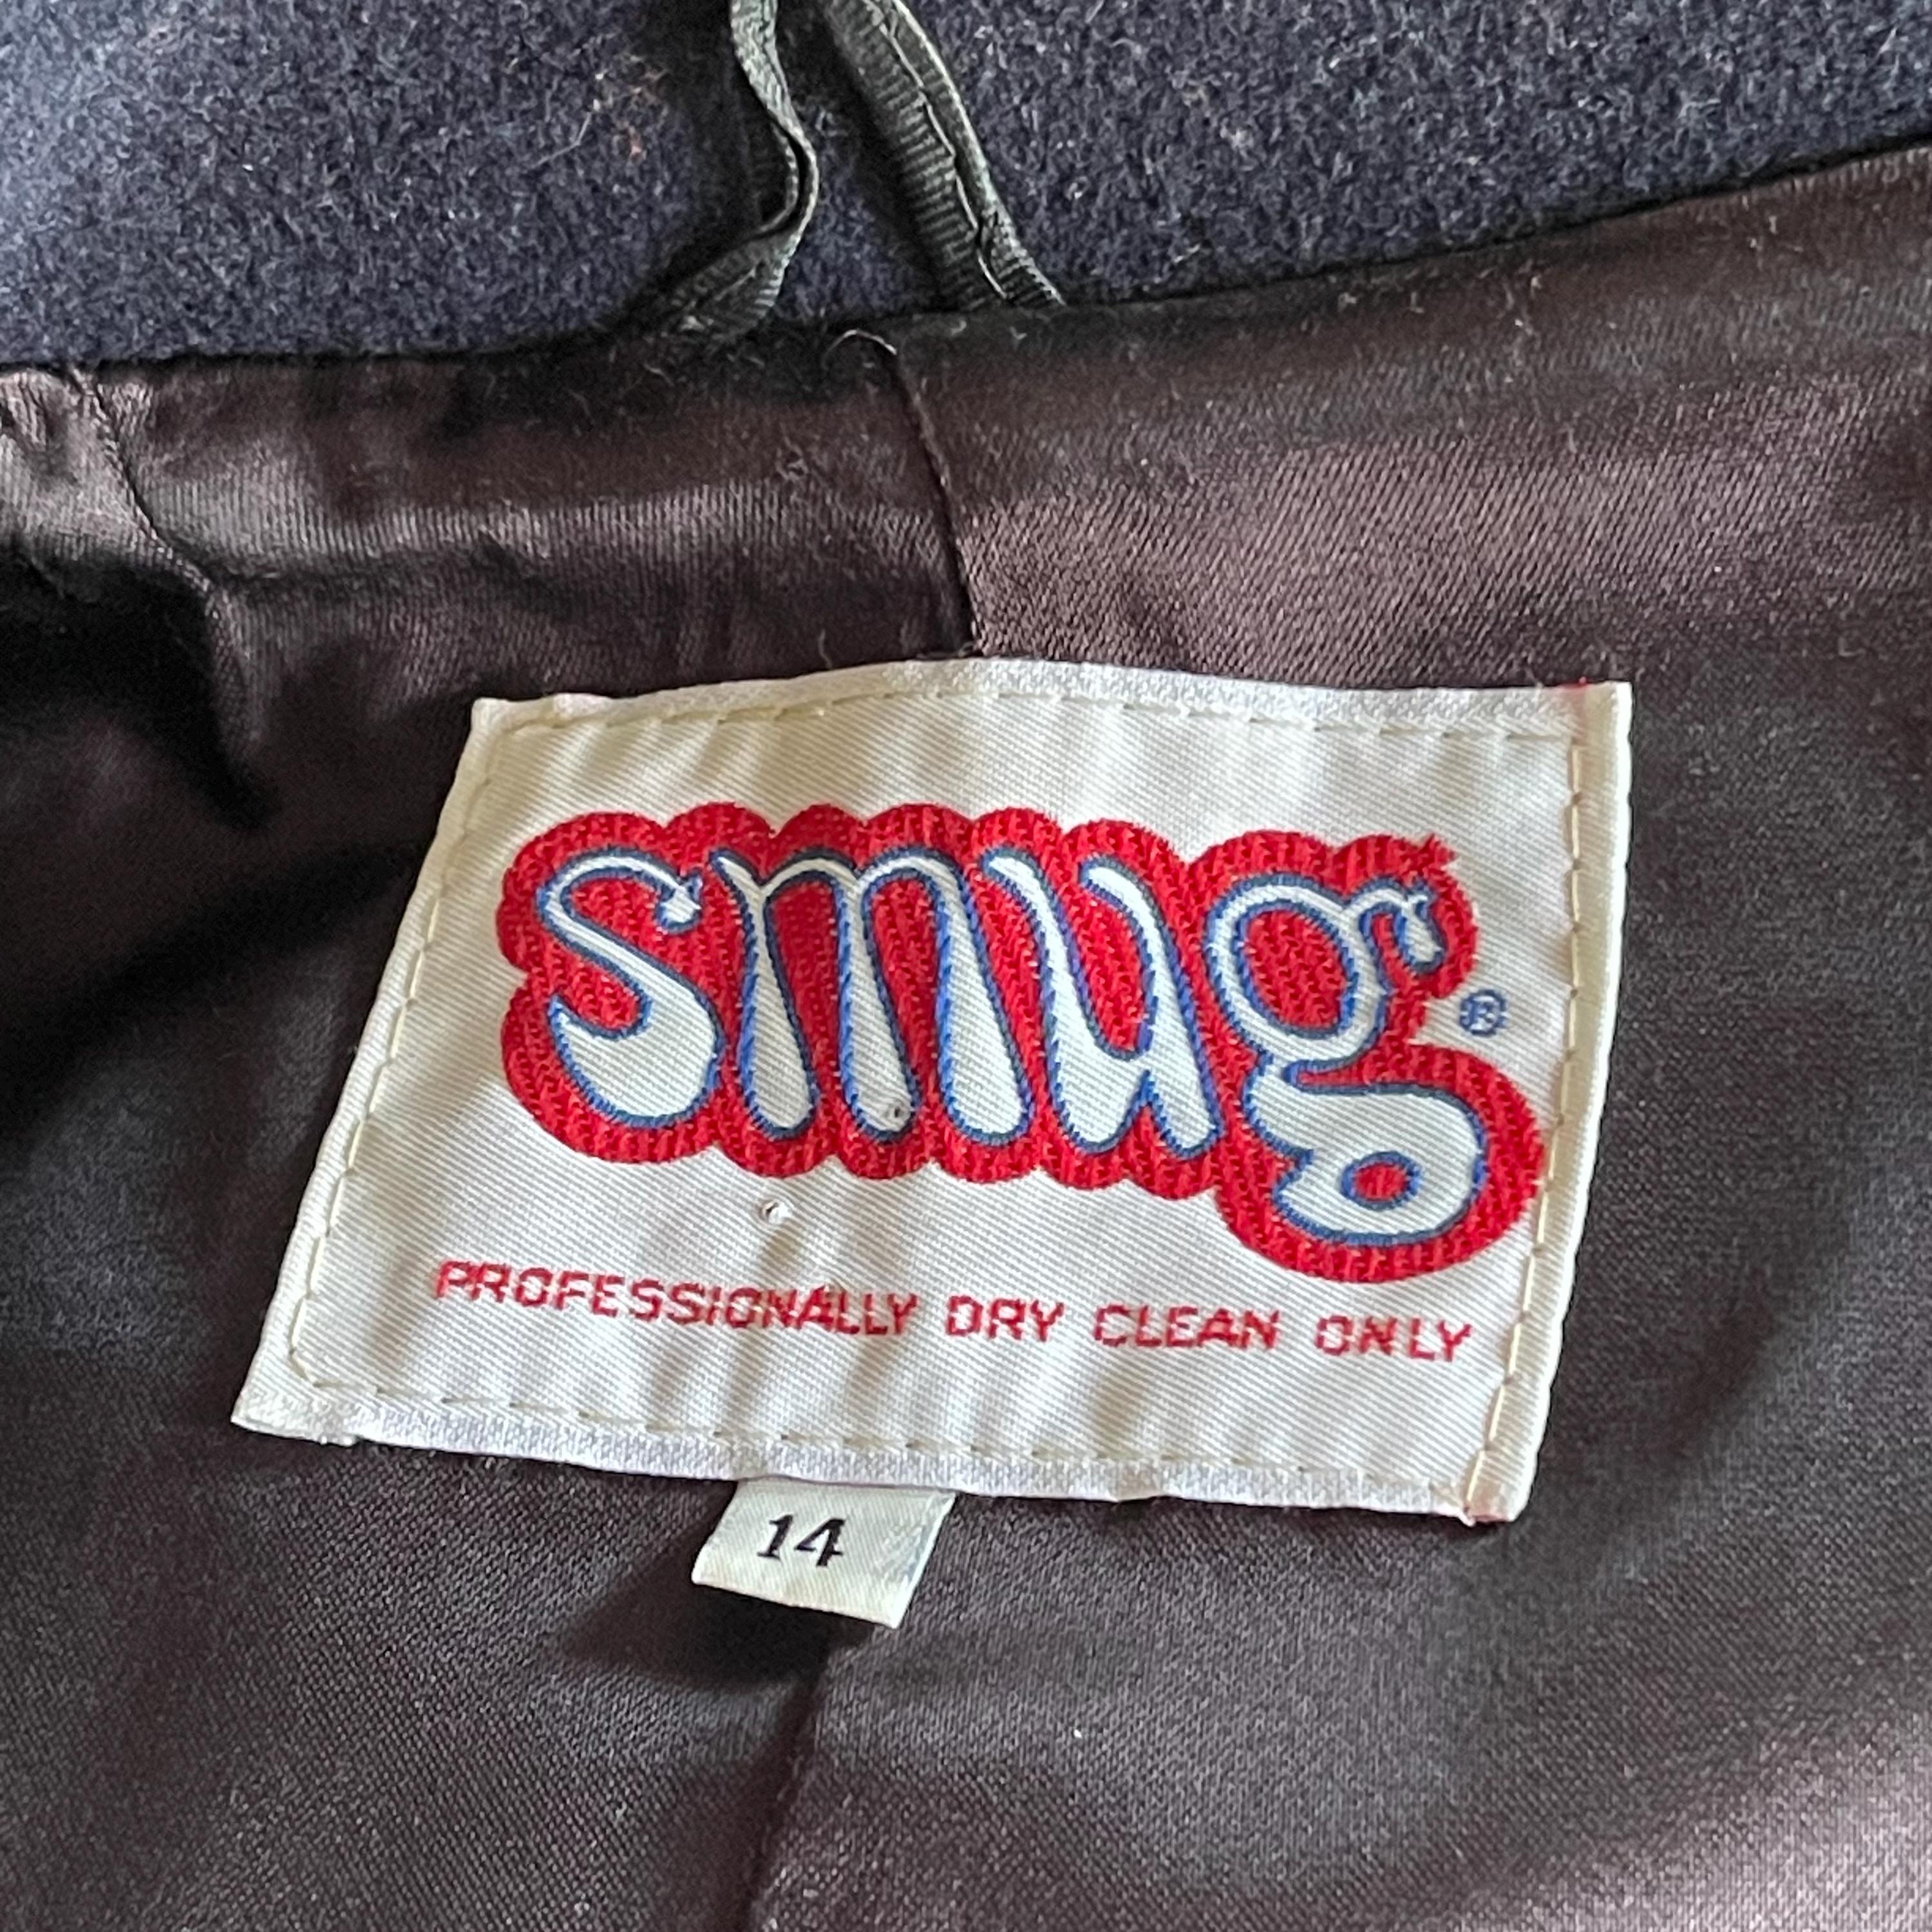 smug®
PROFESSIONALLY DRY CLEAN ONLY
14